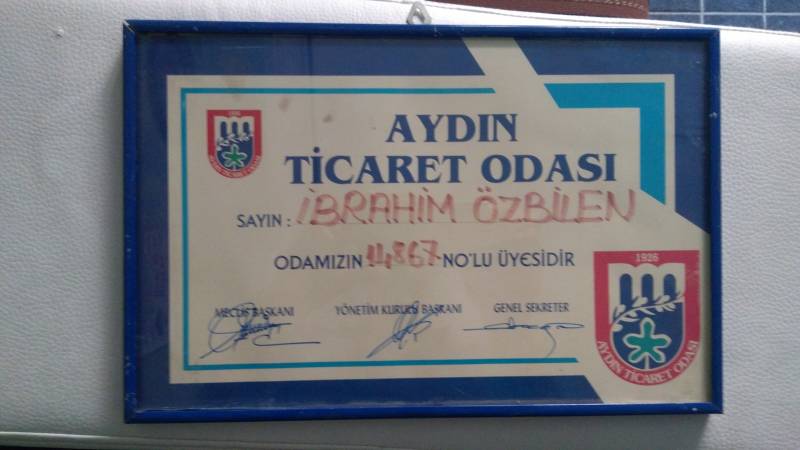 1926
AYDIN
TİCARET ODASI
SAYIN : İBRAHİM ÖZBİLEN
ODAMIZIN 14867 NO'LU ÜYESİDİR
MECLİS BAŞKANI YÖNETİM KURULU BAŞKANI GENEL SEKRETER
1926
AYDIN TİCARET ODASI